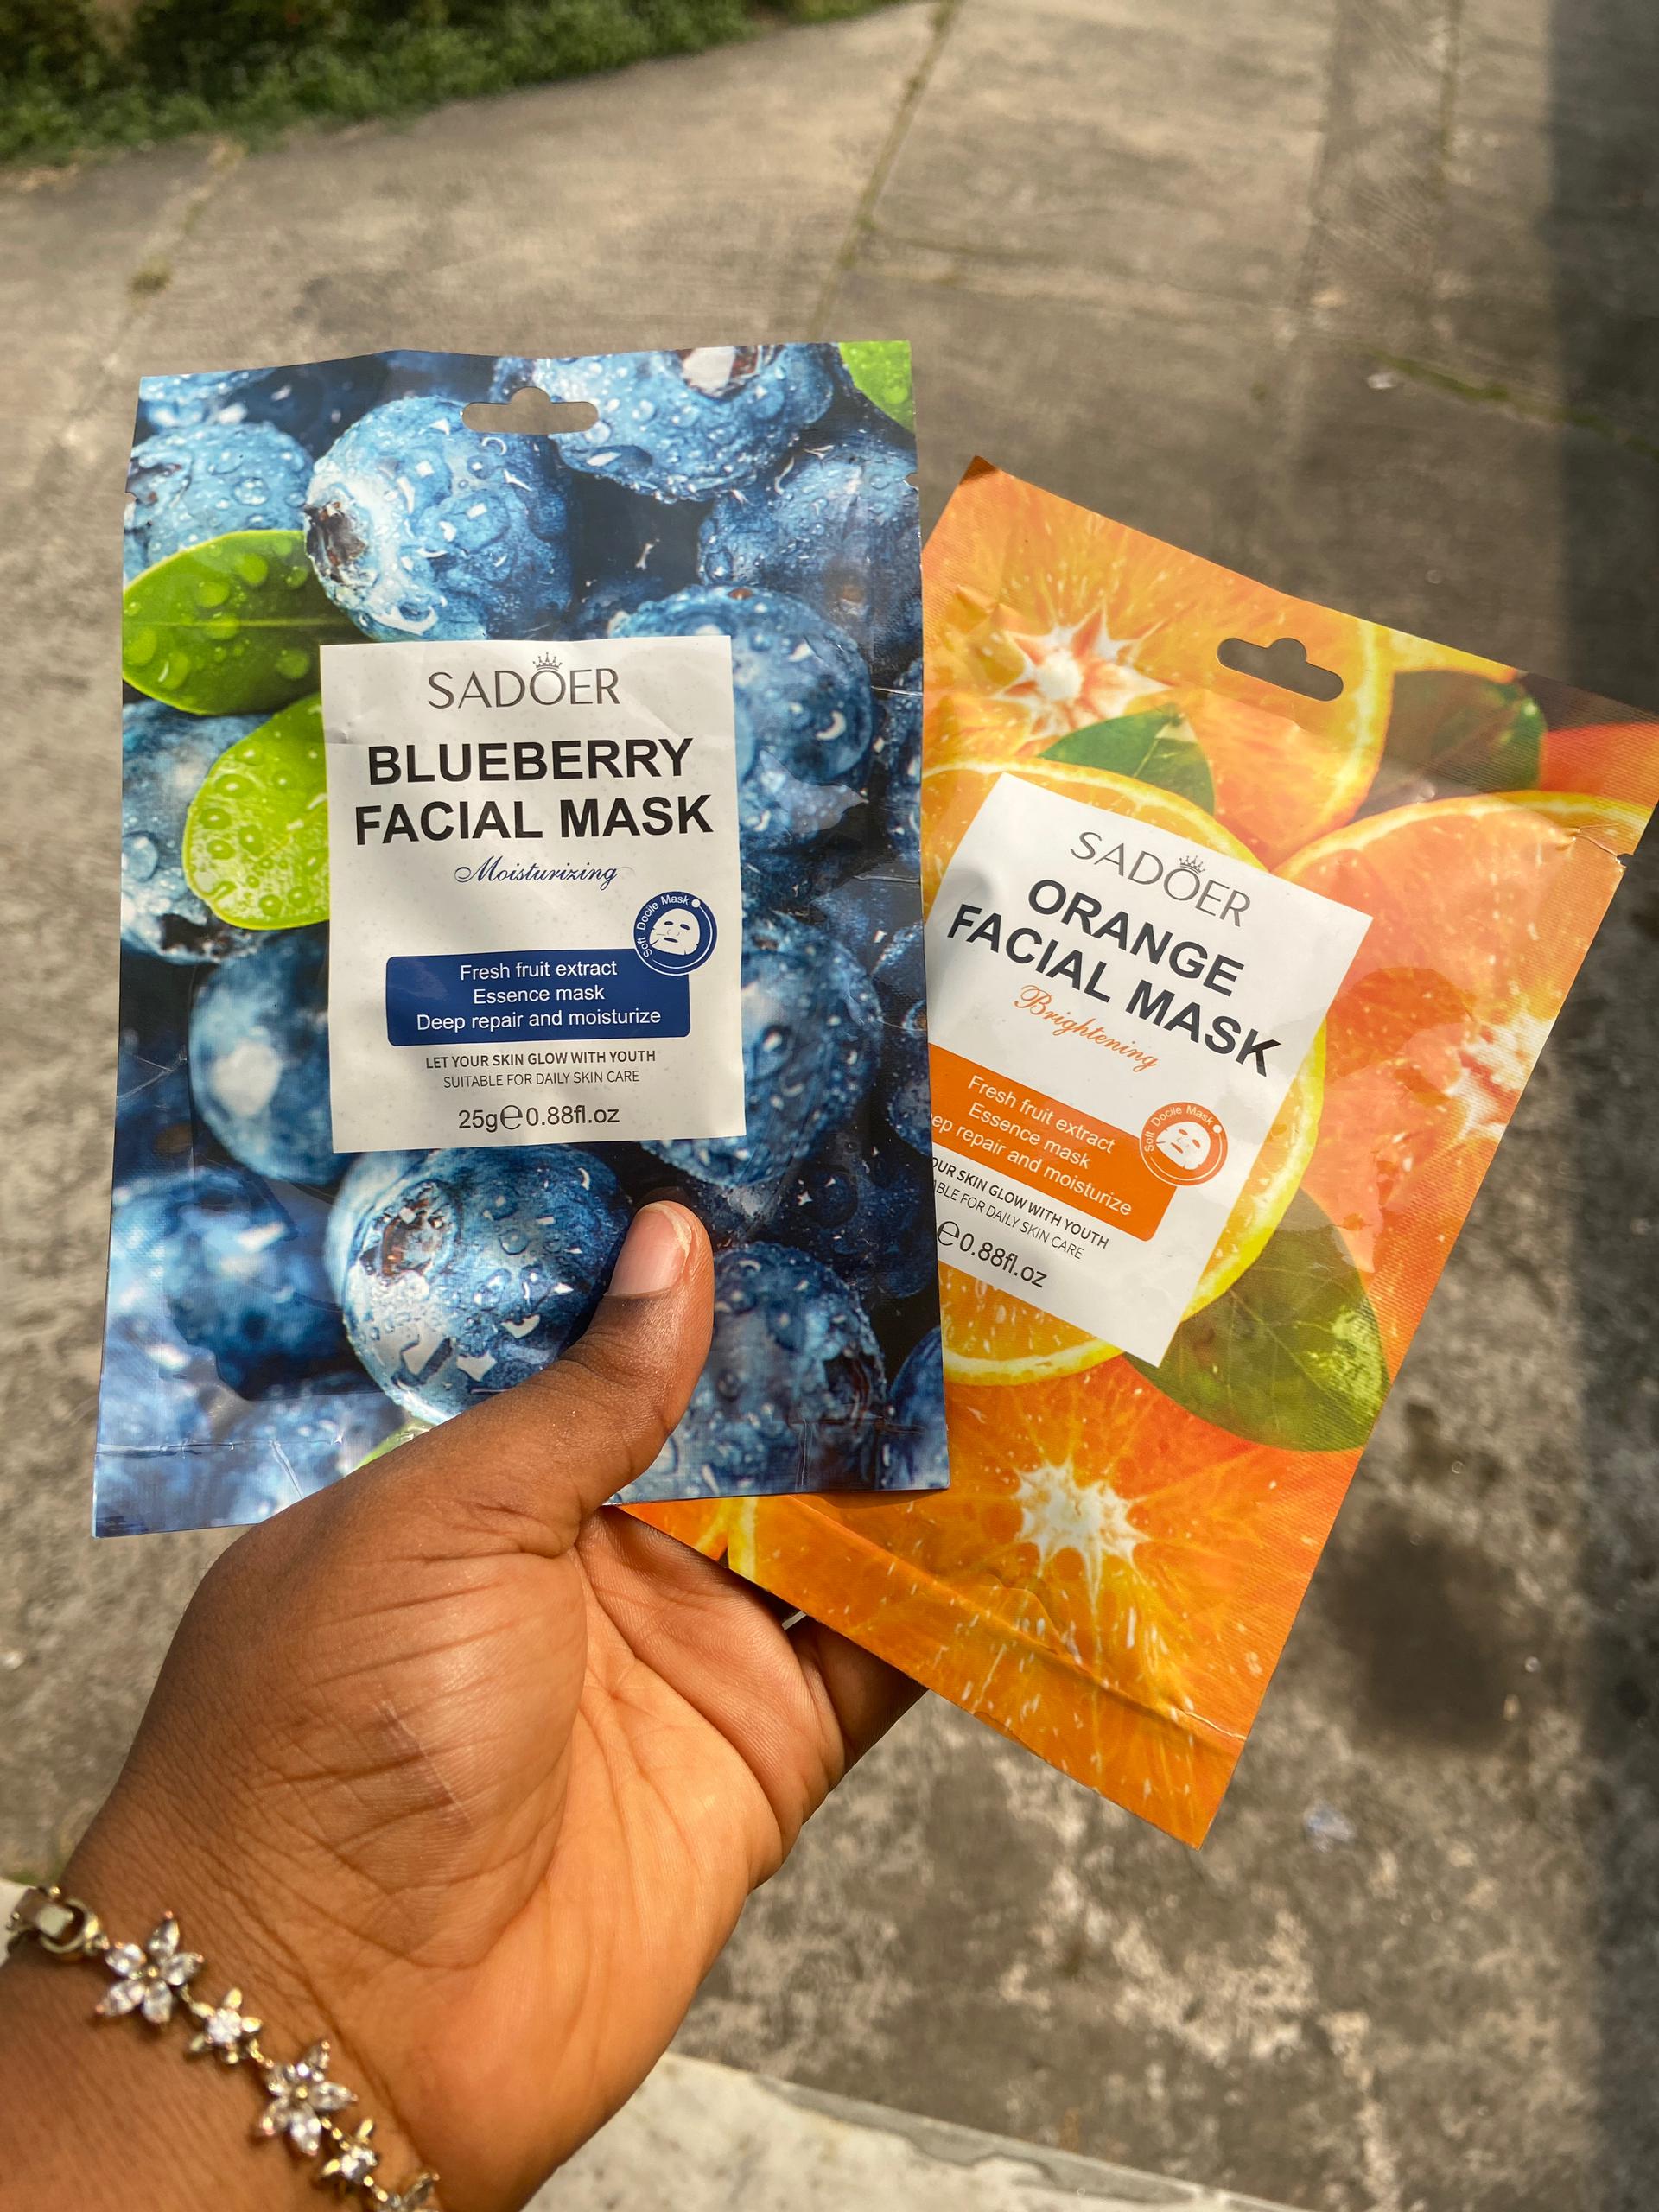 SADOER
BLUEBERRY
FACIAL MASK
Moisturizing
Soft Docile Mask
Fresh fruit extract
Essence mask
Deep repair and moisturize
LET YOUR SKIN GLOW WITH YOUTH
SUITABLE FOR DAILY SKIN CARE
25g℮0.88fl.oz
SADOER
ORANGE
FACIAL MASK
Brightening
Fresh fruit extract
Essence mask
repair and moisturize
Soft Docile Mask
SKIN GLOW WITH YOUTH
FOR DAILY SKIN CARE
℮0.88fl.oz